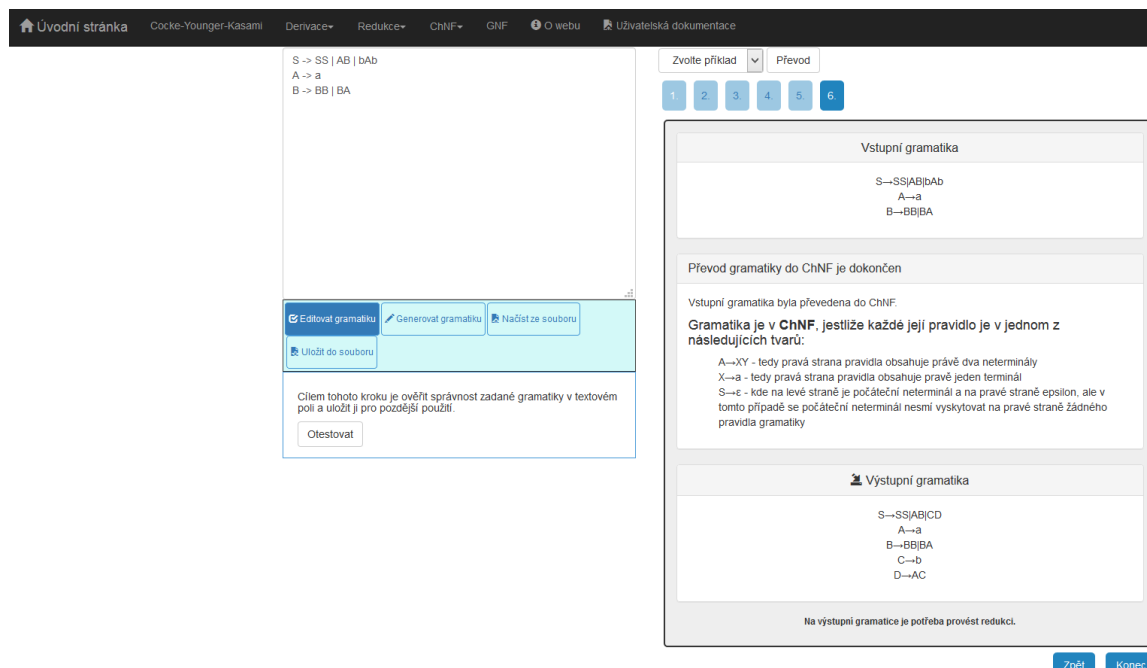 Úvodní stránka Cocke-Younger-Kasami Derivace Redukce ChNF GNF O webu Uživatelská dokumentace
S -> SS | AB | bAb
A -> a
B -> BB | BA
Editovat gramatiku Generovat gramatiku Načíst ze souboru
Uložit do souboru
Cílem tohoto kroku je ověřit správnost zadané gramatiky v textovém
poli a uložit ji pro pozdější použití.
Otestovat
Zvolte příklad Převod
1. 2. 3. 4. 5. 6.
Vstupní gramatika
S→SS|AB|bAb
A→a
B→BB|BA
Převod gramatiky do ChNF je dokončen
Vstupní gramatika byla převedena do ChNF.
Gramatika je v ChNF, jestliže každé její pravidlo je v jednom z
následujících tvarů:
A→XY - tedy pravá strana pravidla obsahuje právě dva neterminály
X→a - tedy pravá strana pravidla obsahuje pravě jeden terminál
S→ε - kde na levé straně je počáteční neterminál a na pravé straně epsilon, ale v
tomto případě se počáteční neterminál nesmí vyskytovat na pravé straně žádného
pravidla gramatiky
Výstupní gramatika
S→SS|AB|CD
A→a
B→BB|BA
C→b
D→AC
Na výstupní gramatice je potřeba provést redukci.
Zpět Konec